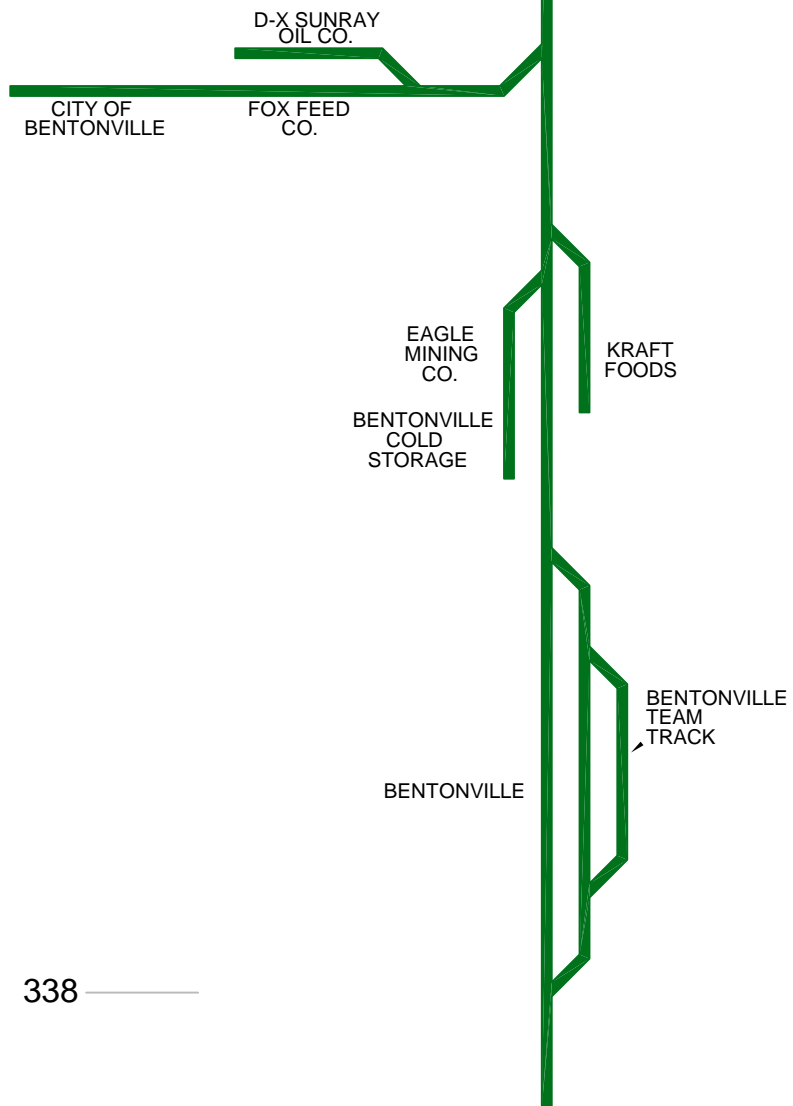 D-X SUNRAY
OIL CO.
CITY OF
BENTONVILLE
FOX FEED
CO.
EAGLE
MINING
CO.
KRAFT
FOODS
BENTONVILLE
COLD
STORAGE
BENTONVILLE
TEAM
TRACK
BENTONVILLE
338